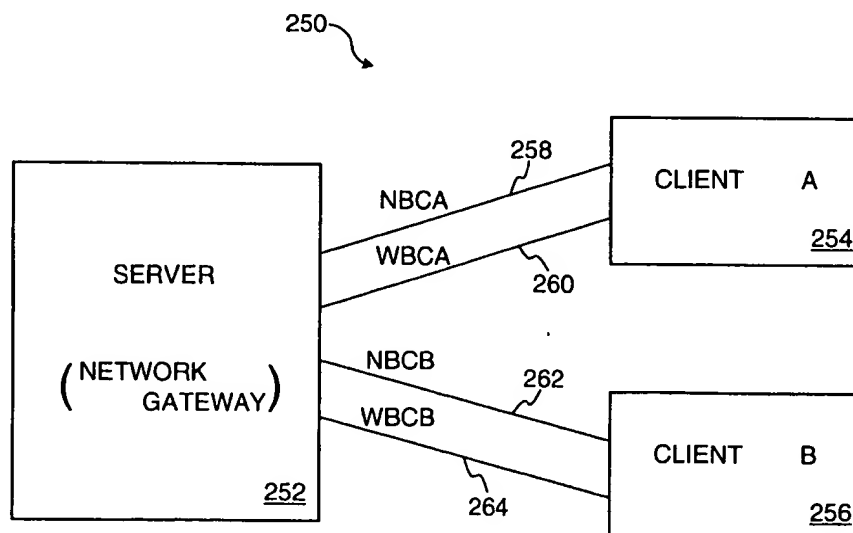 250
258
NBCA
CLIENT A
WBCA
254
SERVER
260
NBCB
(NETWORK
GATEWAY)
262
WBCB
CLIENT B
252
264
256